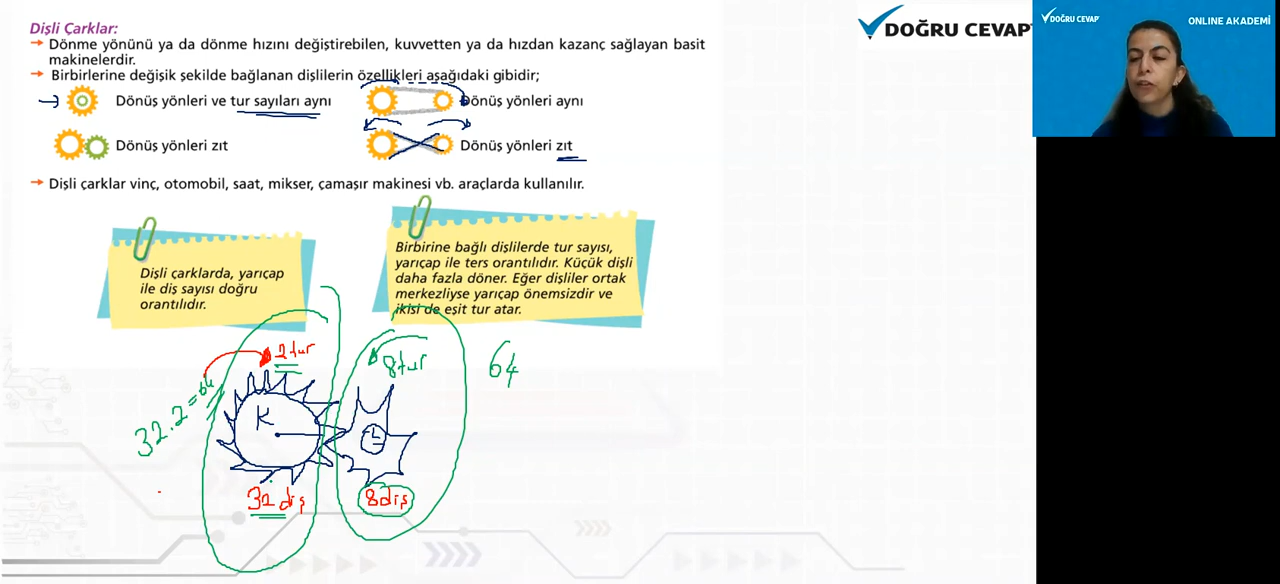 Dişli Çarklar:
→ Dönme yönünü ya da dönme hızını değiştirebilen, kuvvetten ya da hızdan kazanç sağlayan basit
makinelerdir.
→ Birbirlerine değişik şekilde bağlanan dişlilerin özellikleri aşağıdaki gibidir;
Dönüş yönleri ve tur sayıları aynı
Dönüş yönleri aynı
Dönüş yönleri zıt
Dönüş yönleri zıt
→ Dişli çarklar vinç, otomobil, saat, mikser, çamaşır makinesi vb. araçlarda kullanılır.
Dişli çarklarda, yarıçap
ile diş sayısı doğru
orantılıdır.
Birbirine bağlı dişlilerde tur sayısı,
yarıçap ile ters orantılıdır. Küçük dişli
daha fazla döner. Eğer dişliler ortak
merkezliyse yarıçap önemsizdir ve
ikisi de eşit tur atar.
2 tur
8 tur
64
32.2=64
K
L
32 diş
8 diş
DOĞRU CEVAP
DOĞRU CEVAP
ONLINE AKADEMİ